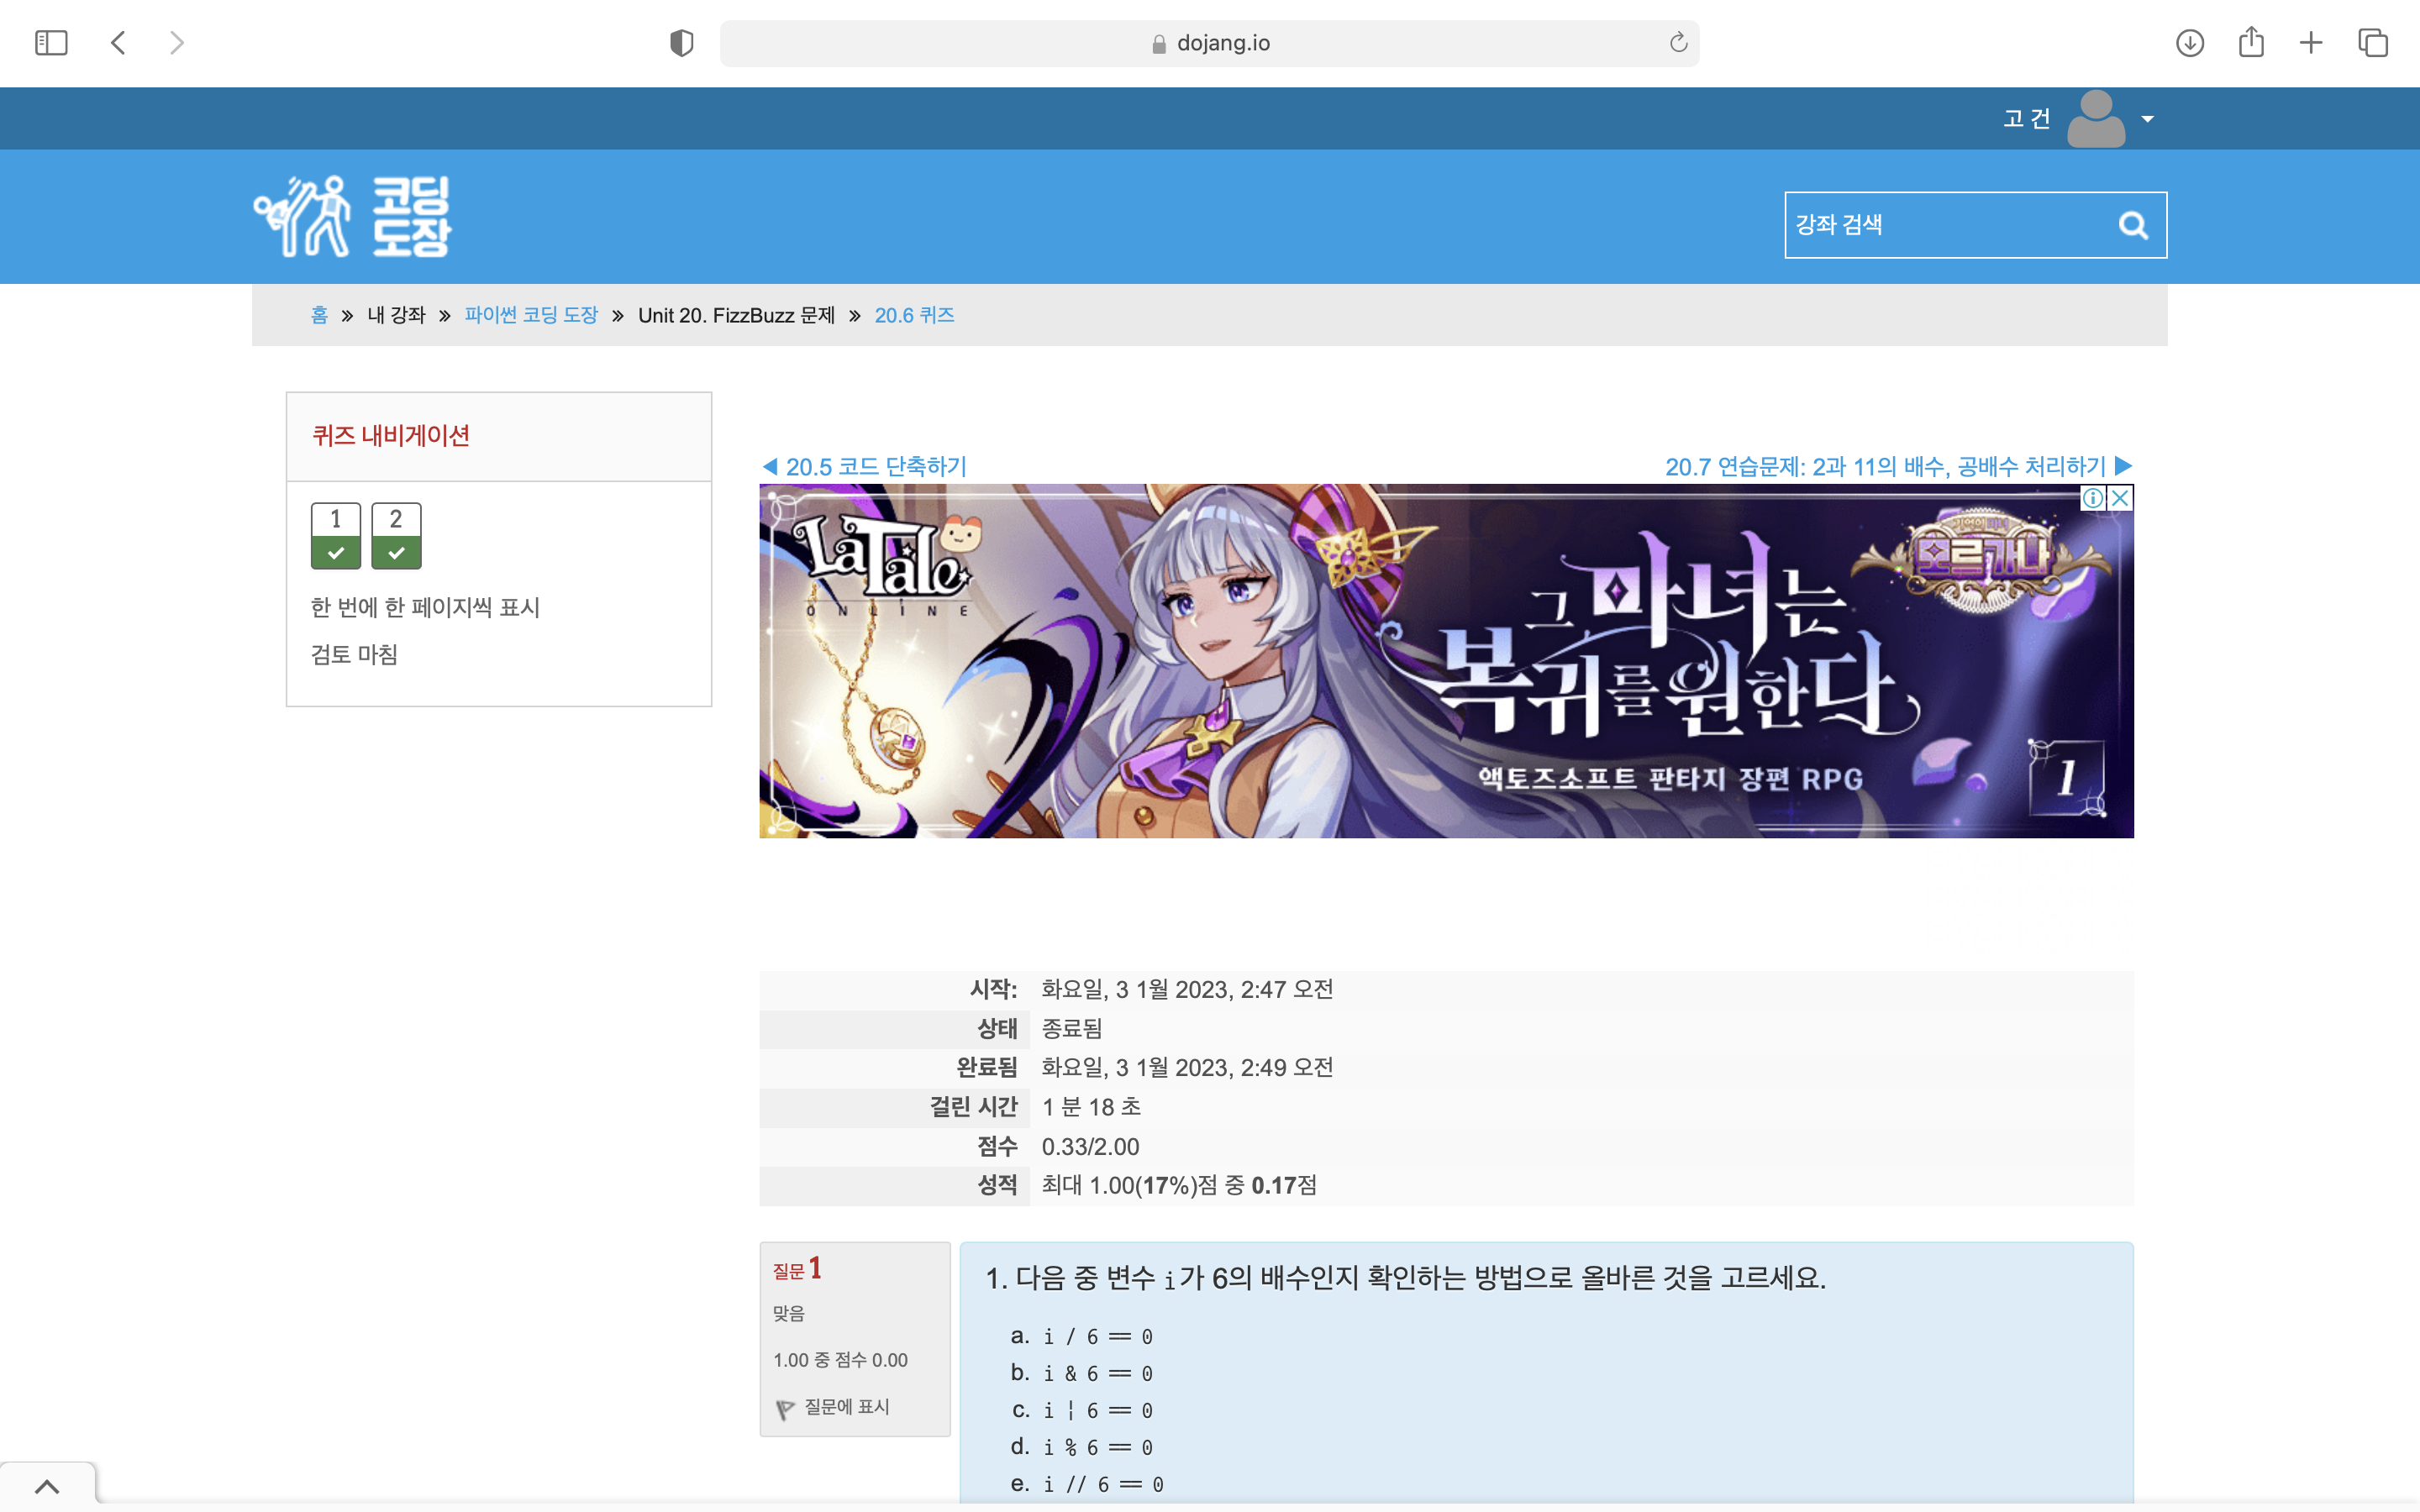 dojang.io
고 건
코딩
도장
강좌 검색
홈 » 내 강좌 » 파이썬 코딩 도장 » Unit 20. FizzBuzz 문제 » 20.6 퀴즈
퀴즈 내비게이션
1 2
한 번에 한 페이지씩 표시
검토 마침
◀ 20.5 코드 단축하기
20.7 연습문제: 2과 11의 배수, 공배수 처리하기 ▶
LaTale
ONLINE
모르가나
그 마녀는
복귀를 원한다
액토즈소프트 판타지 장편 RPG
1
시작: 화요일, 3 1월 2023, 2:47 오전
상태 종료됨
완료됨 화요일, 3 1월 2023, 2:49 오전
걸린 시간 1 분 18 초
점수 0.33/2.00
성적 최대 1.00(17%)점 중 0.17점
질문 1
맞음
1.00 중 점수 0.00
질문에 표시
1. 다음 중 변수 i가 6의 배수인지 확인하는 방법으로 올바른 것을 고르세요.
a. i / 6 == 0
b. i & 6 == 0
c. i ¦ 6 == 0
d. i % 6 == 0
e. i // 6 == 0